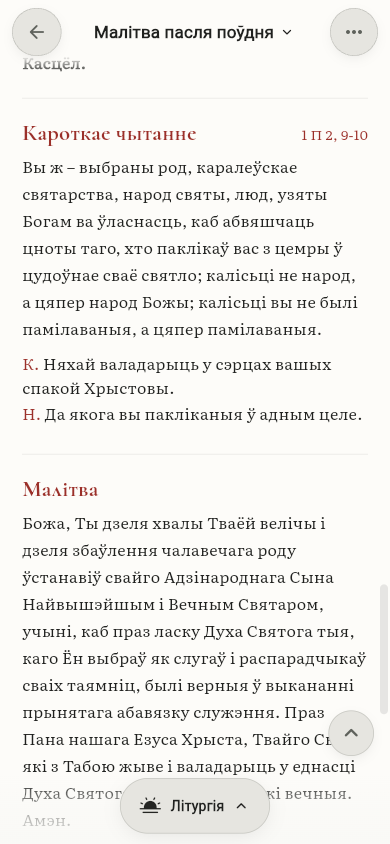 Малітва пасля поўдня
Касцёл.
Кароткае чытанне
1 П 2, 9-10
Вы ж – выбраны род, каралеўскае
святарства, народ святы, люд, узяты
Богам ва ўласнасць, каб абвяшчаць
цноты таго, хто паклікаў вас з цемры ў
цудоўнае сваё святло; калісьці не народ,
а цяпер народ Божы; калісьці вы не былі
памілаваныя, а цяпер памілаваныя.
К. Няхай валадарыць у сэрцах вашых
спакой Хрыстовы.
Н. Да якога вы пакліканыя ў адным целе.
Малітва
Божа, Ты дзеля хвалы Тваёй велічы і
дзеля збаўлення чалавечага роду
ўстанавіў свайго Адзінароднага Сына
Найвышэйшым і Вечным Святаром,
учыні, каб праз ласку Духа Святога тыя,
каго Ён выбраў як слугаў і распарадчыкаў
сваіх таямніц, былі верныя ў выкананні
прынятага абавязку служэння. Праз
Пана нашага Езуса Хрыста, Твайго
які з Табою жыве і валадарыць у еднасці
Духа вечныя.
Амэн.
Літургія